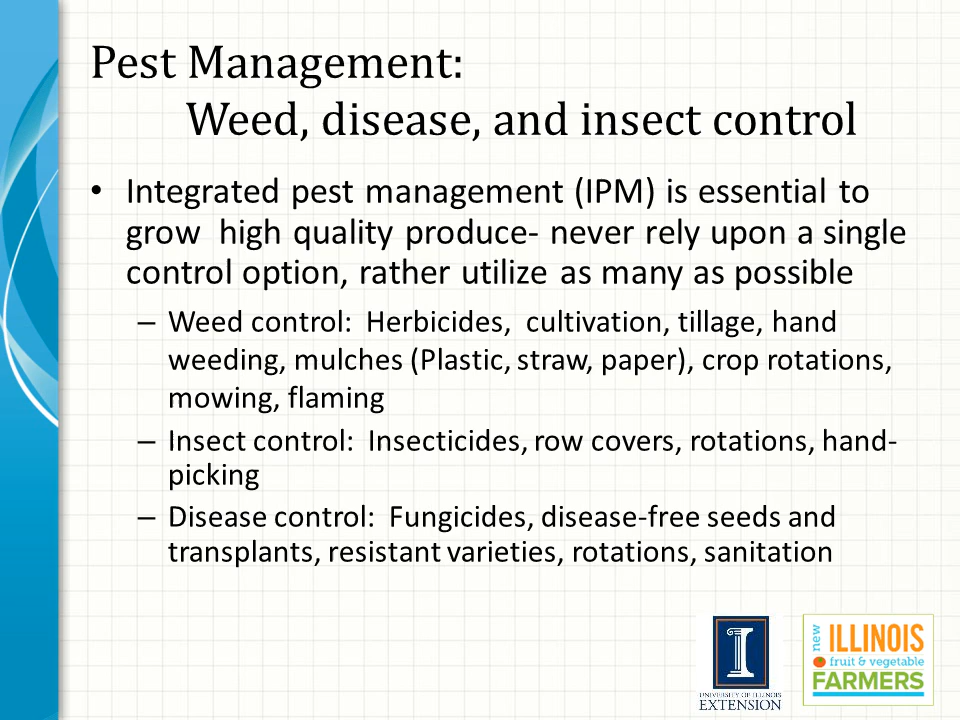 Pest Management:
Weed, disease, and insect control
• Integrated pest management (IPM) is essential to
grow high quality produce- never rely upon a single
control option, rather utilize as many as possible
– Weed control: Herbicides, cultivation, tillage, hand
weeding, mulches (Plastic, straw, paper), crop rotations,
mowing, flaming
– Insect control: Insecticides, row covers, rotations, hand-
picking
– Disease control: Fungicides, disease-free seeds and
transplants, resistant varieties, rotations, sanitation
I
UNIVERSITY OF ILLINOIS
EXTENSION
new
ILLINOIS
fruit & vegetable
FARMERS